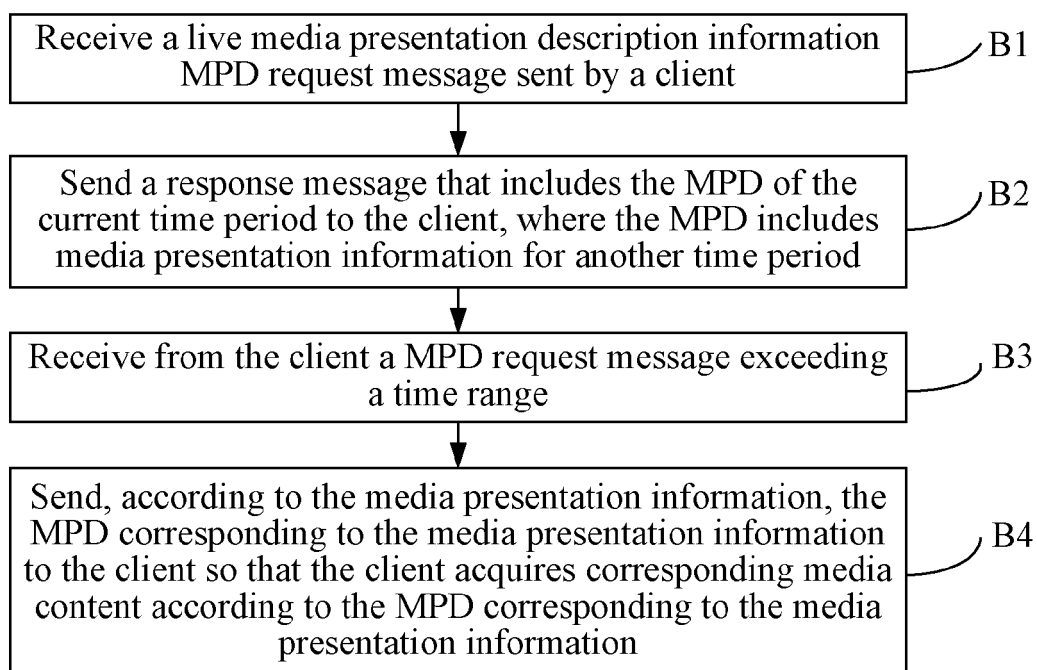 Receive a live media presentation description information
MPD request message sent by a client
B1
Send a response message that includes the MPD of the
current time period to the client, where the MPD includes
media presentation information for another time period
B2
Receive from the client a MPD request message exceeding
a time range
B3
Send, according to the media presentation information, the
MPD corresponding to the media presentation information
to the client so that the client acquires corresponding media
content according to the MPD corresponding to the media
presentation information
B4